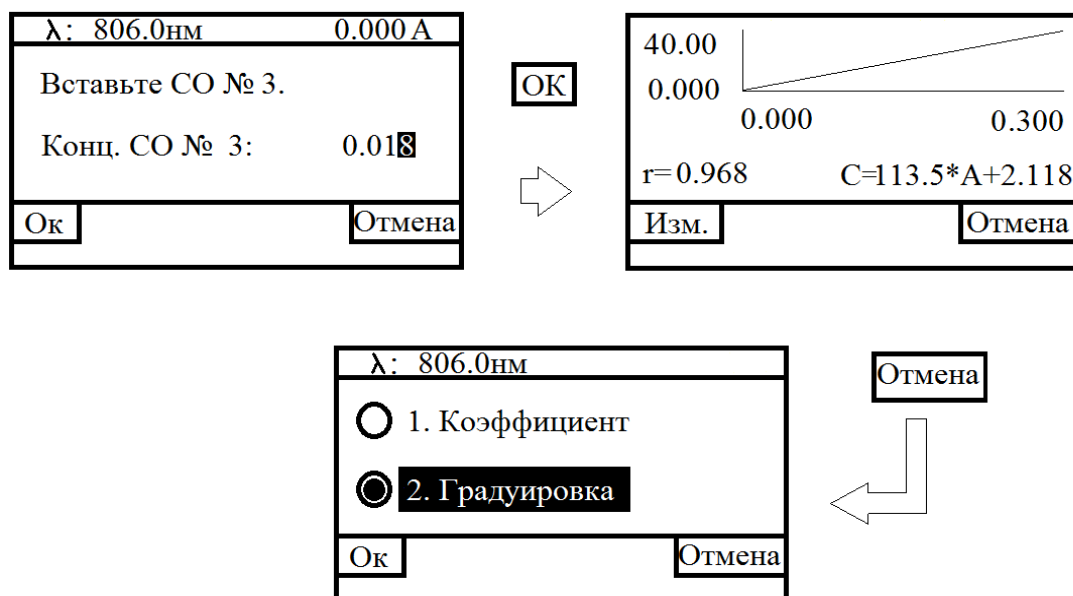 λ: 806.0нм 0.000 A
Вставьте СО № 3.
Конц. СО № 3: 0.018
Ок Отмена
ОК
40.00
0.000
0.000 0.300
r=0.968 C=113.5*A+2.118
Изм. Отмена
λ: 806.0нм
1. Коэффициент
2. Градуировка
Ок Отмена
Отмена